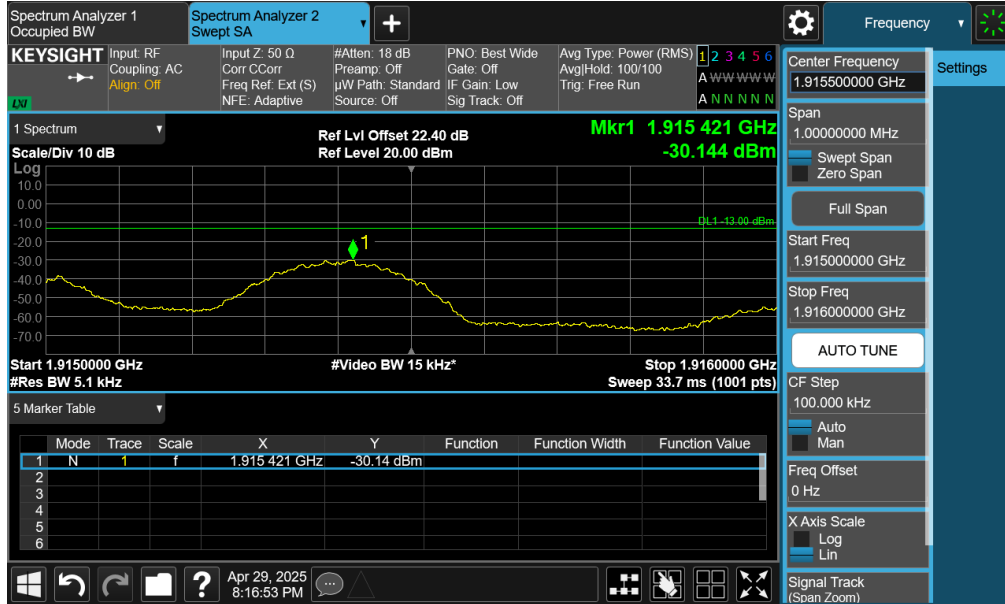 Spectrum Analyzer 1
Occupied BW
Spectrum Analyzer 2
Swept SA
Frequency
KEYSIGHT
LXI
Input: RF
Coupling: AC
Align: Off
Input Z: 50 Ω
Corr CCorr
Freq Ref: Ext (S)
NFE: Adaptive
#Atten: 18 dB
Preamp: Off
µW Path: Standard
Source: Off
PNO: Best Wide
Gate: Off
IF Gain: Low
Sig Track: Off
Avg Type: Power (RMS)
Avg|Hold: 100/100
Trig: Free Run
1 2 3 4 5 6
A W W W W W
A N N N N N
1 Spectrum
Scale/Div 10 dB
Ref Lvl Offset 22.40 dB
Ref Level 20.00 dBm
Mkr1 1.915 421 GHz
-30.144 dBm
Log
10.0
0.00
-10.0
-20.0
-30.0
-40.0
-50.0
-60.0
-70.0
DL1 -13.00 dBm
1
Start 1.9150000 GHz
#Res BW 5.1 kHz
#Video BW 15 kHz*
Stop 1.9160000 GHz
Sweep 33.7 ms (1001 pts)
5 Marker Table
Mode Trace Scale X Y Function Function Width Function Value
1 N 1 f 1.915 421 GHz -30.14 dBm
2
3
4
5
6
Center Frequency
1.915500000 GHz
Span
1.00000000 MHz
Swept Span
Zero Span
Full Span
Start Freq
1.915000000 GHz
Stop Freq
1.916000000 GHz
AUTO TUNE
CF Step
100.000 kHz
Auto
Man
Freq Offset
0 Hz
X Axis Scale
Log
Lin
Signal Track
(Span Zoom)
Settings
?
Apr 29, 2025
8:16:53 PM